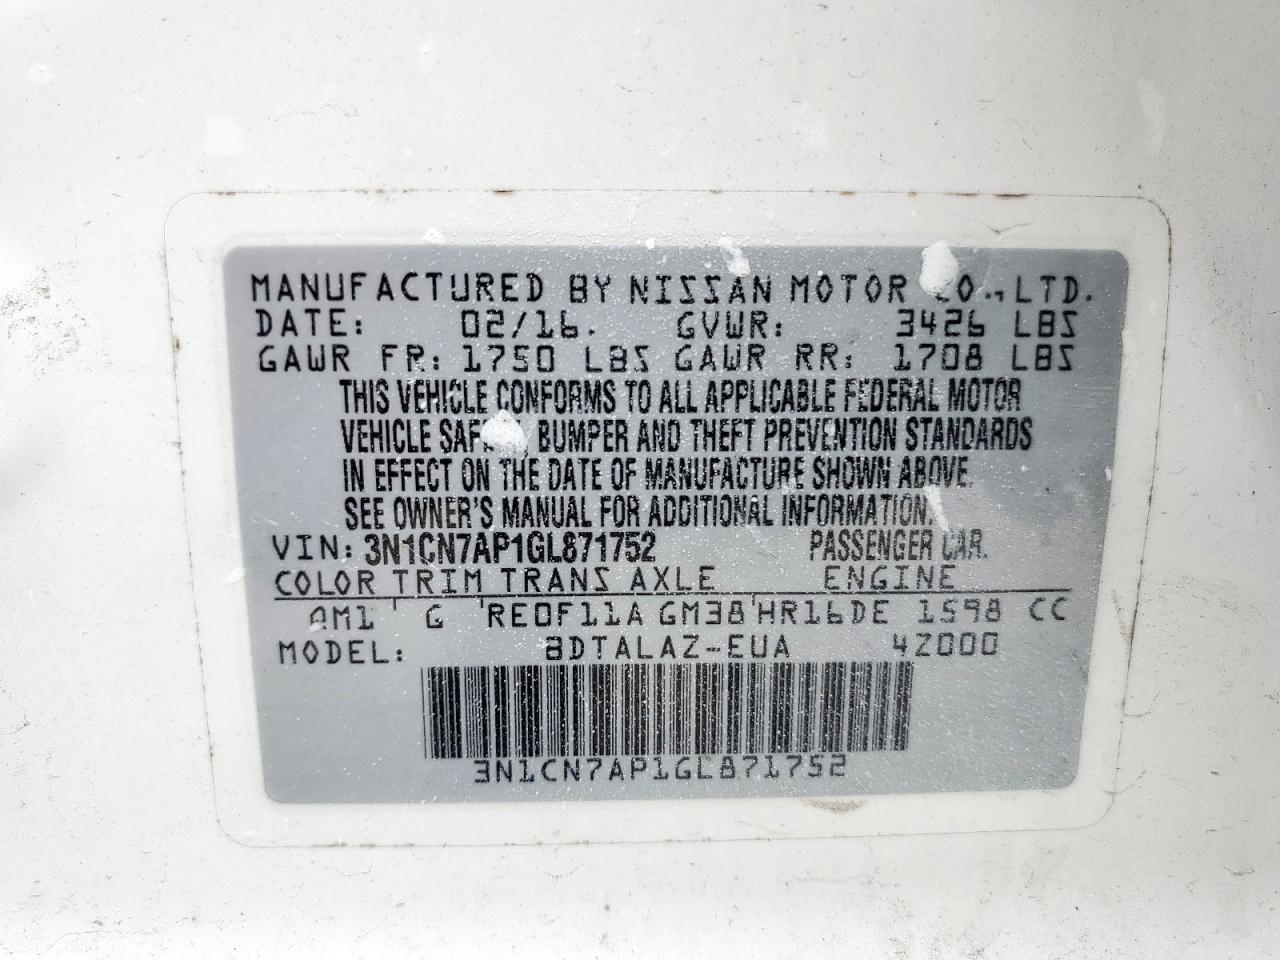 MANUFACTURED BY NISSAN MOTOR CO., LTD.
DATE: 02/16. GVWR: 3426 LBS
GAWR FR: 1750 LBS GAWR RR: 1708 LBS
THIS VEHICLE CONFORMS TO ALL APPLICABLE FEDERAL MOTOR
VEHICLE SAFETY BUMPER AND THEFT PREVENTION STANDARDS
IN EFFECT ON THE DATE OF MANUFACTURE SHOWN ABOVE.
SEE OWNER'S MANUAL FOR ADDITIONAL INFORMATION.
VIN: 3N1CN7AP1GL871752 PASSENGER CAR.
COLOR TRIM TRANS AXLE ENGINE
QM1 G RE0F11A GM38 HR16DE 1598 CC
MODEL: BDTALAZ-EUA 42000
3N1CN7AP1GL871752